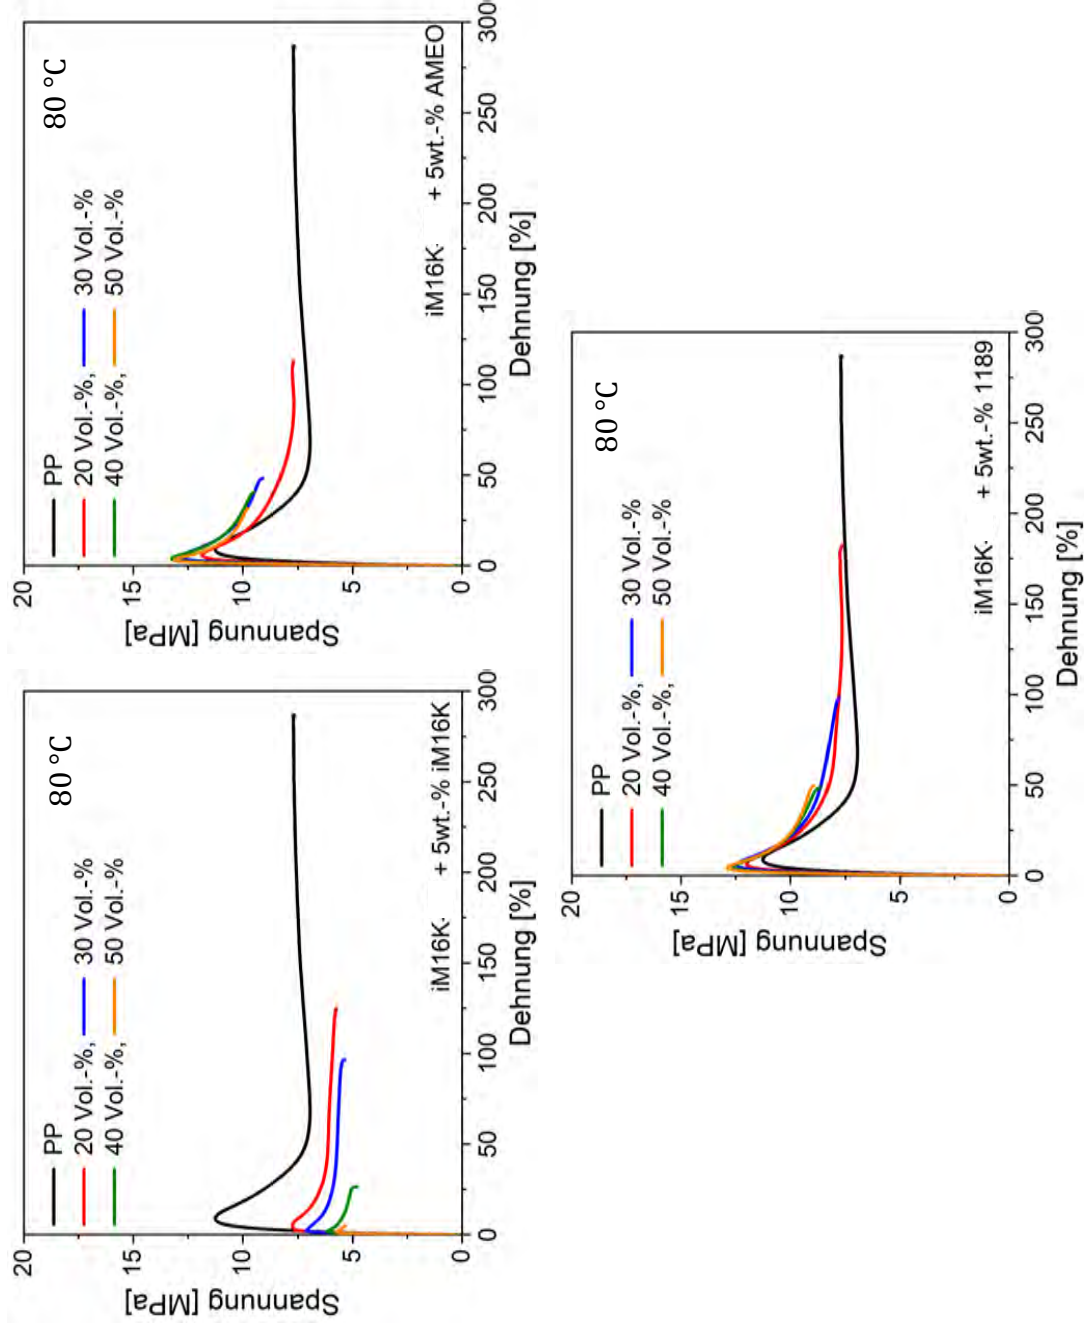 80 °C
PP
20 Vol.-%, 30 Vol.-%
40 Vol.-%, 50 Vol.-%
20
15
10
5
0
Spannung [MPa]
iM16K· + 5wt.-% iM16K
0 50 100 150 200 250 300
Dehnung [%]
80 °C
PP
20 Vol.-%, 30 Vol.-%
40 Vol.-%, 50 Vol.-%
20
15
10
5
0
Spannung [MPa]
iM16K· + 5wt.-% AMEO
0 50 100 150 200 250 300
Dehnung [%]
80 °C
PP
20 Vol.-%, 30 Vol.-%
40 Vol.-%, 50 Vol.-%
20
15
10
5
0
Spannung [MPa]
iM16K· + 5wt.-% 1189
0 50 100 150 200 250 300
Dehnung [%]